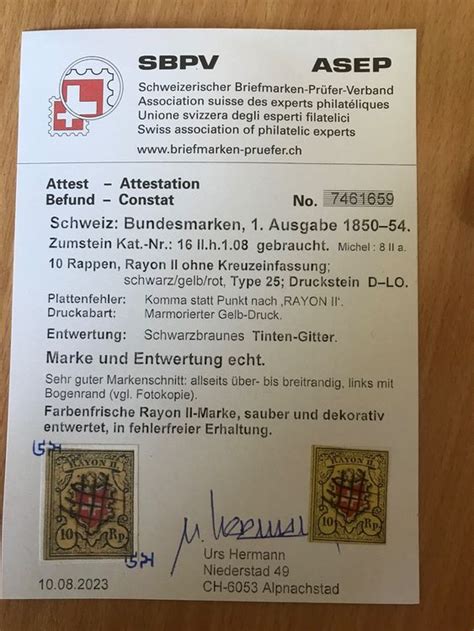 SBPV ASEP
Schweizerischer Briefmarken-Prüfer-Verband
Association suisse des experts philatéliques
Unione svizzera degli esperti filatelici
Swiss association of philatelic experts
www.briefmarken-pruefer.ch
Attest – Attestation
Befund – Constat No. 7461659
Schweiz: Bundesmarken, 1. Ausgabe 1850–54.
Zumstein Kat.-Nr.: 16 II.h.1.08 gebraucht. Michel: 8 II a.
10 Rappen, Rayon II ohne Kreuzeinfassung;
schwarz/gelb/rot, Type 25; Druckstein D–LO.
Plattenfehler: Komma statt Punkt nach ‚RAYON II‘.
Druckabart: Marmorierter Gelb-Druck.
Entwertung: Schwarzbraunes Tinten-Gitter.
Marke und Entwertung echt.
Sehr guter Markenschnitt: allseits über- bis breitrandig, links mit
Bogenrand (vgl. Fotokopie).
Farbenfrische Rayon II-Marke, sauber und dekorativ
entwertet, in fehlerfreier Erhaltung.
RAYON II
10 Rp.
RAYON II
10 Rp.
Urs Hermann
Niederstad 49
10.08.2023 CH-6053 Alpnachstad